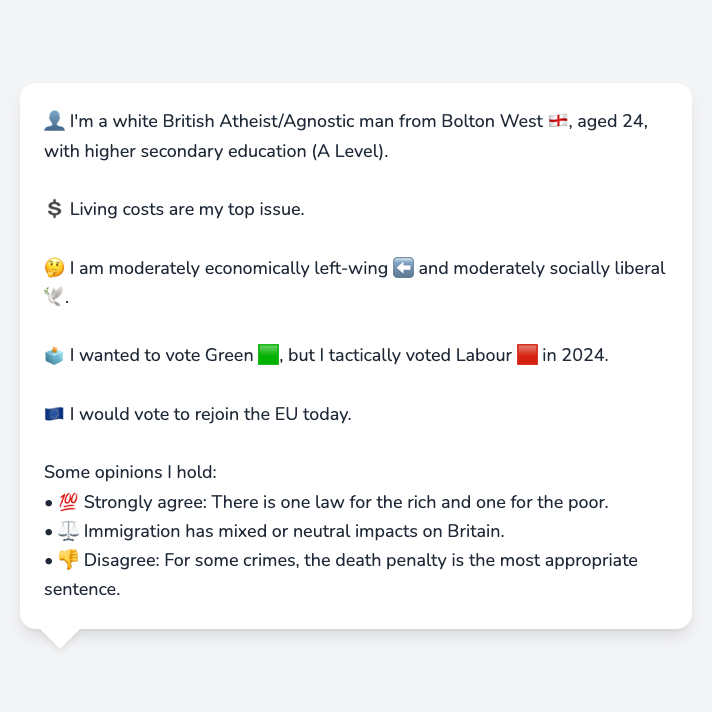 👤 I'm a white British Atheist/Agnostic man from Bolton West 🏴󠁧󠁢󠁥󠁮󠁧󠁿, aged 24,
with higher secondary education (A Level).
💲 Living costs are my top issue.
🤔 I am moderately economically left-wing ⬅️ and moderately socially liberal
🕊️.
🗳️ I wanted to vote Green 🟩, but I tactically voted Labour 🟥 in 2024.
🇪🇺 I would vote to rejoin the EU today.
Some opinions I hold:
• 💯 Strongly agree: There is one law for the rich and one for the poor.
• ⚖️ Immigration has mixed or neutral impacts on Britain.
• 👎 Disagree: For some crimes, the death penalty is the most appropriate
sentence.